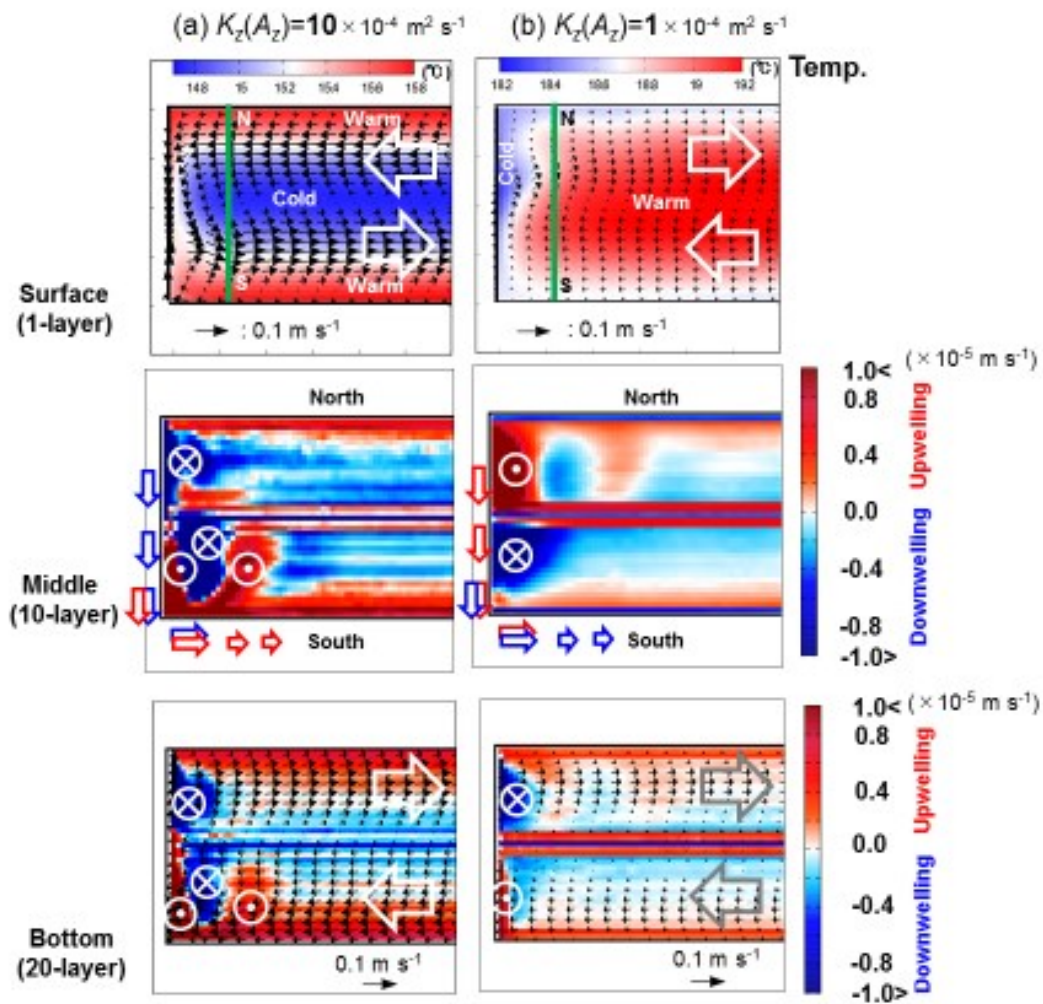 (a) Kz(Az)=10 × 10-4 m2 s-1
(b) Kz(Az)=1 × 10-4 m2 s-1
148 15 152 154 156 158 (℃)
182 184 186 188 19 192 (℃) Temp.
N Warm
Cold
S Warm
N
Cold
Warm
S
Surface
(1-layer)
: 0.1 m s-1
: 0.1 m s-1
North
North
South
South
Middle
(10-layer)
1.0< (×10-5 m s-1)
0.8
0.4
0.0
-0.4
-0.8
-1.0>
Upwelling
Downwelling
Bottom
(20-layer)
0.1 m s-1
0.1 m s-1
1.0< (×10-5 m s-1)
0.8
0.4
0.0
-0.4
-0.8
-1.0>
Upwelling
Downwelling